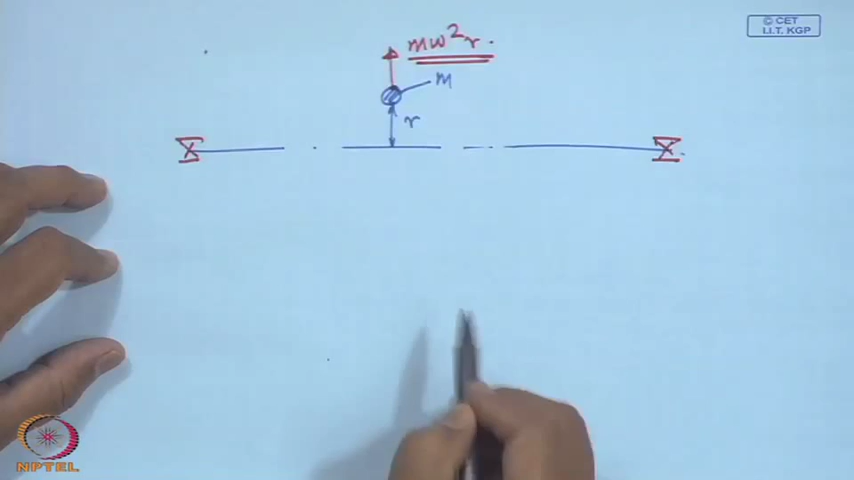 mω²r.
m
r
© CET
I.I.T. KGP
NPTEL